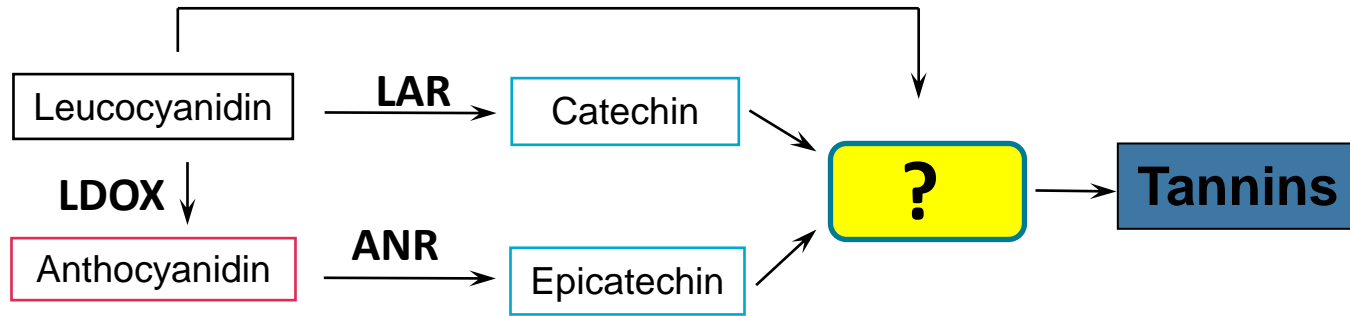 Leucocyanidin
LAR
Catechin
?
Tannins
LDOX
Anthocyanidin
ANR
Epicatechin